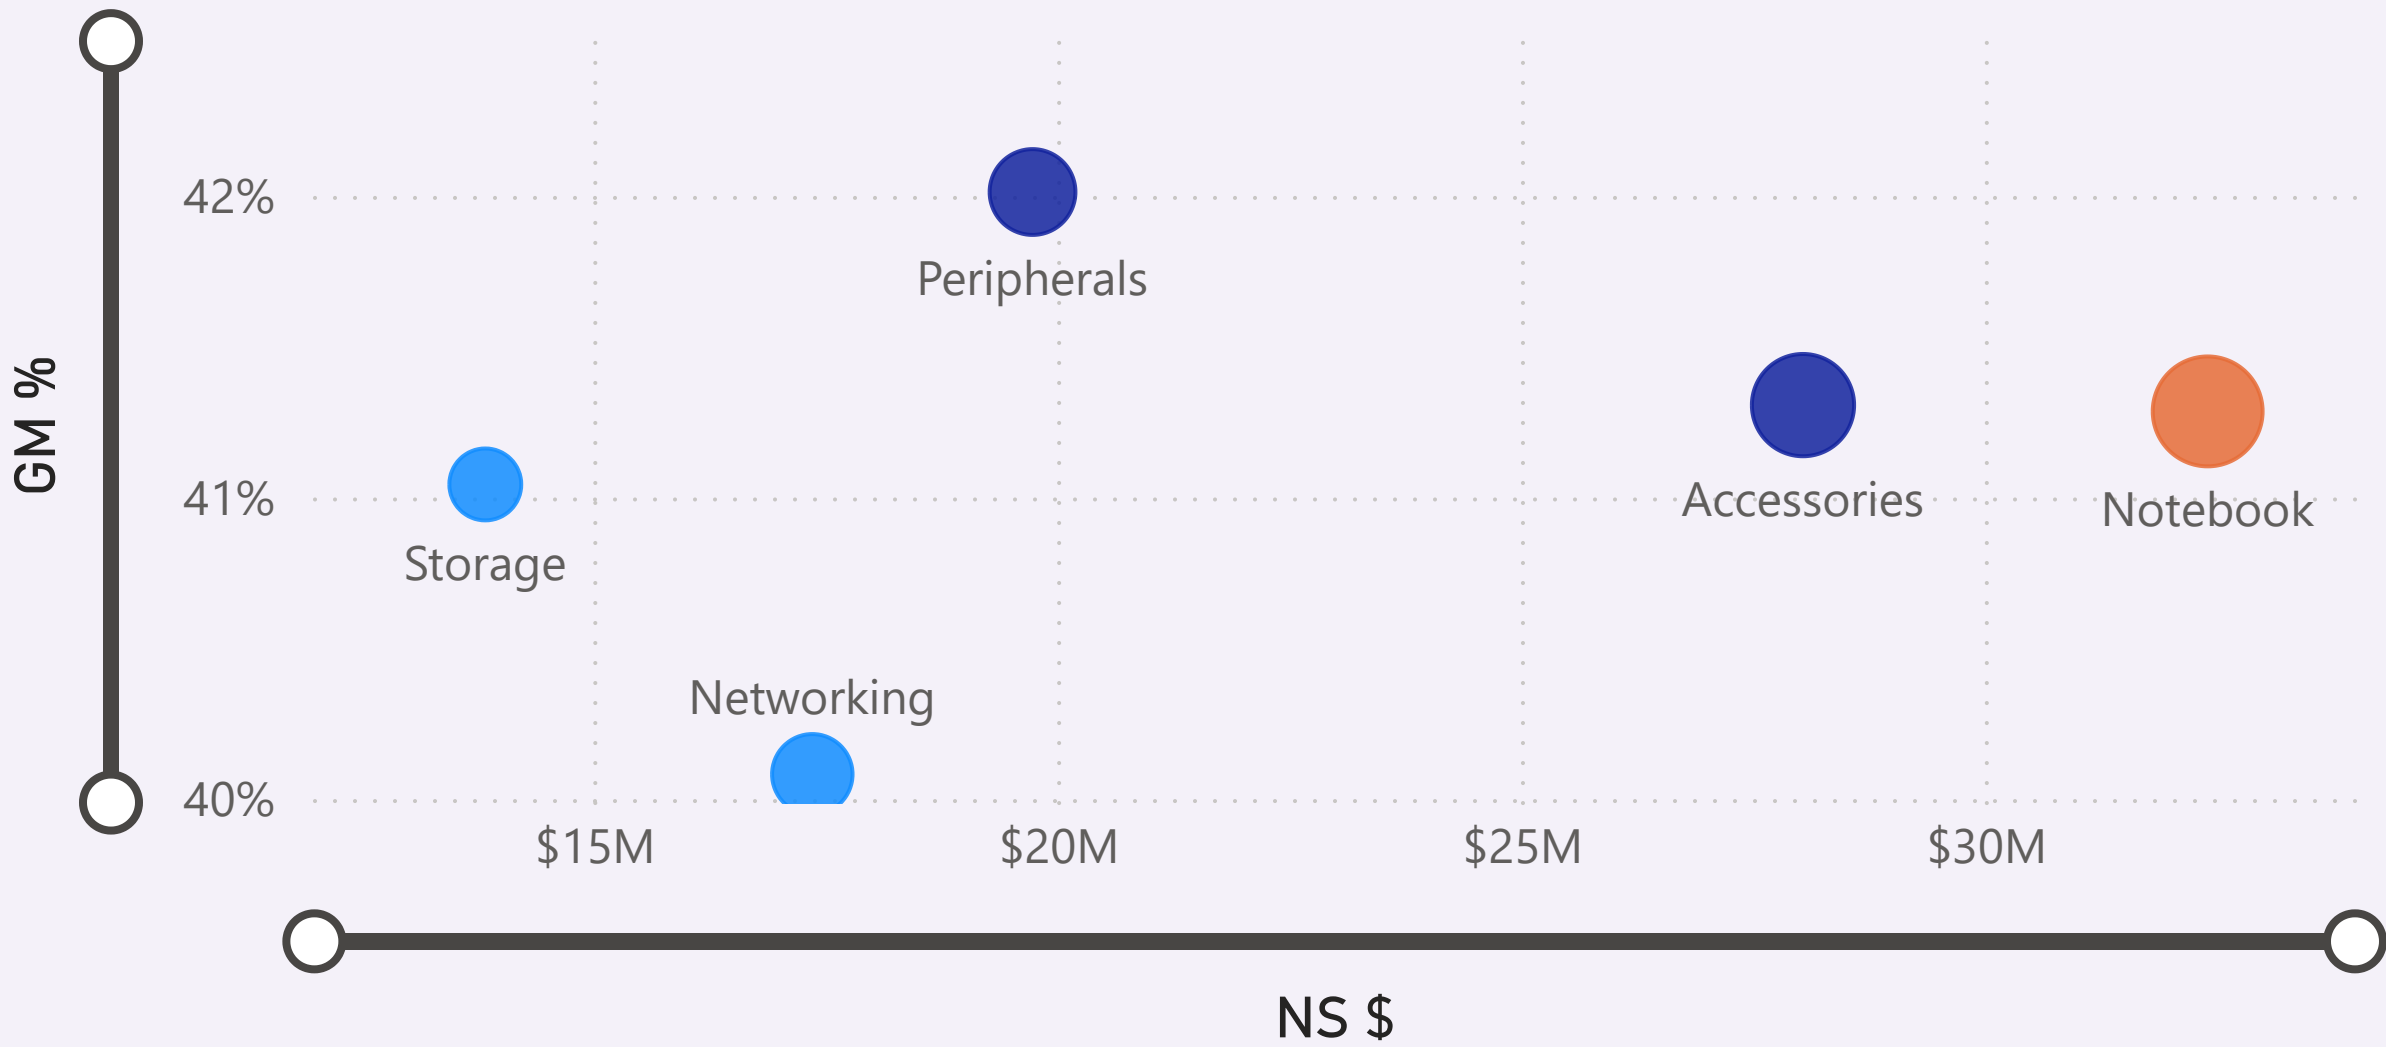 42%
Peripherals
GM %
41%
Storage
Accessories
Notebook
Networking
40%
$15M
$20M
$25M
$30M
NS $